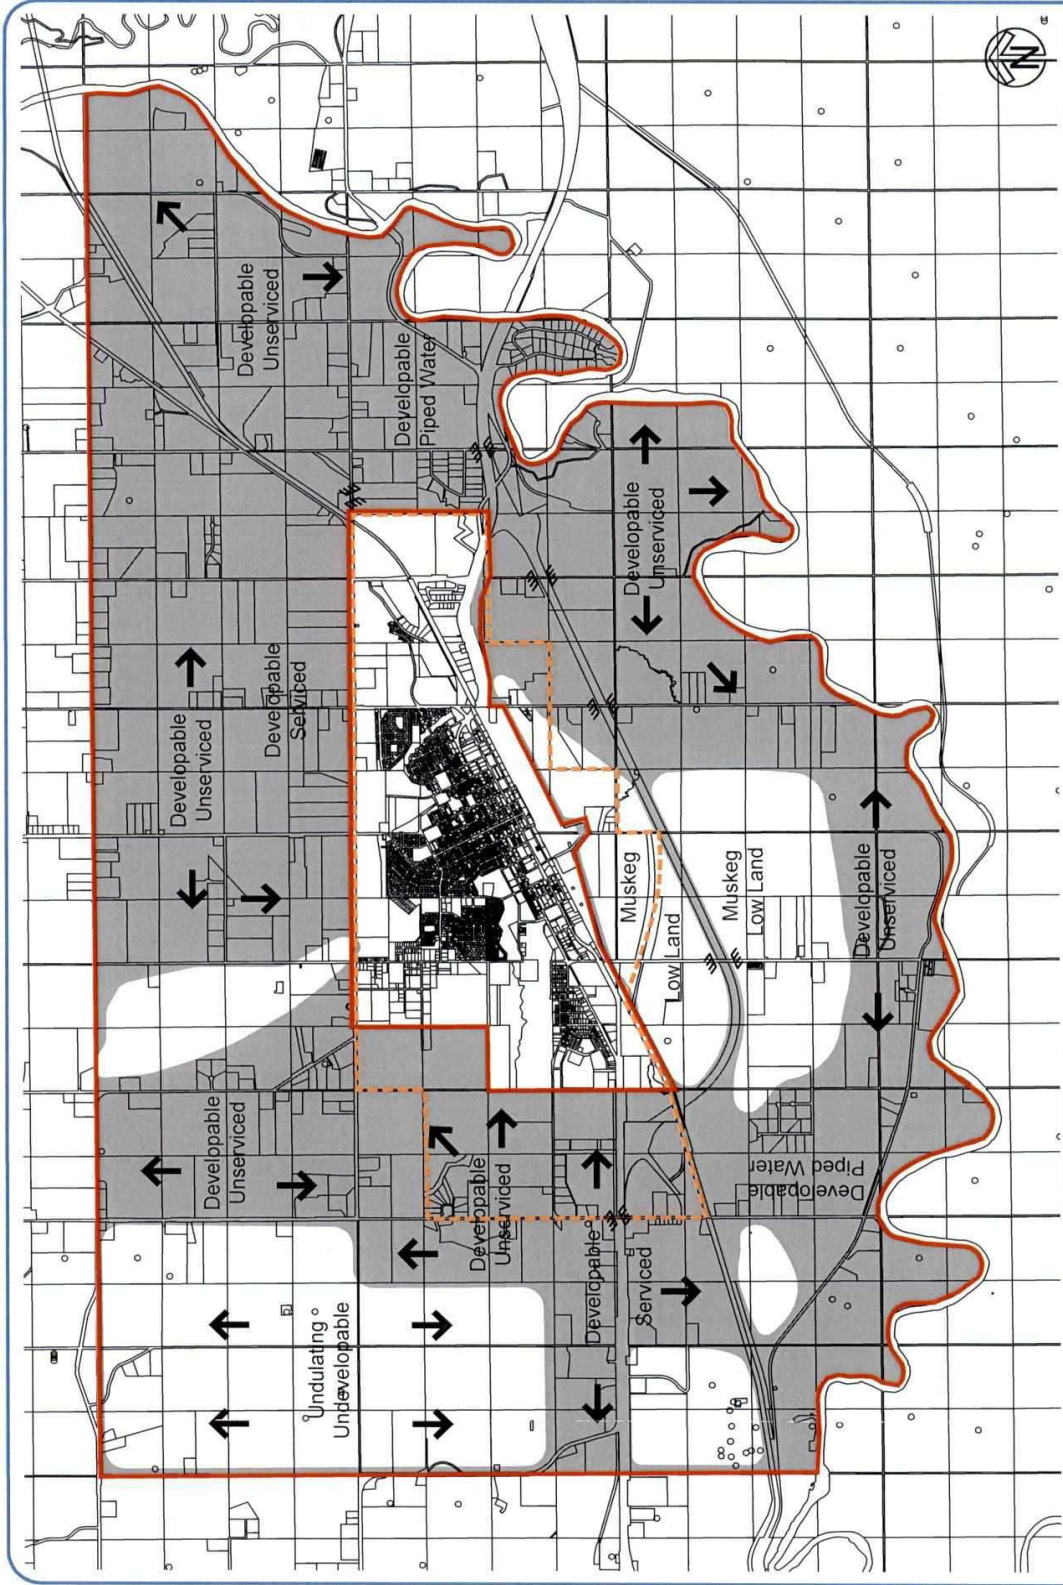 N
Developable
Unserviced
Developable
Piped Water
Developable
Unserviced
Developable
Unserviced
Developable
Serviced
Muskeg
Low Land
Muskeg
Low Land
Developable
Unserviced
Developable
Unserviced
Developable
Unserviced
Developable
Piped Water
Developable
Serviced
Undulating
Undevelopable